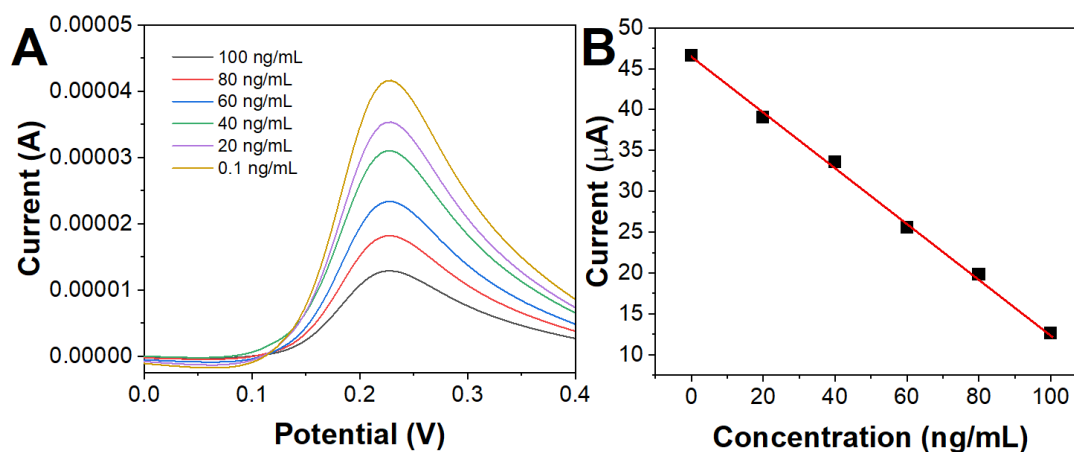 A
Current (A)
0.00005
0.00004
0.00003
0.00002
0.00001
0.00000
100 ng/mL
80 ng/mL
60 ng/mL
40 ng/mL
20 ng/mL
0.1 ng/mL
0.0 0.1 0.2 0.3 0.4
Potential (V)
B
Current (μA)
50
45
40
35
30
25
20
15
10
0 20 40 60 80 100
Concentration (ng/mL)